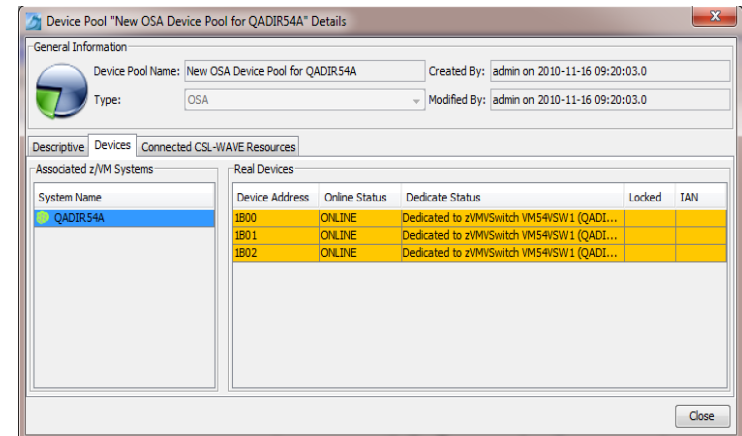 Device Pool "New OSA Device Pool for QADIR54A" Details
General Information
Device Pool Name: New OSA Device Pool for QADIR54A Created By: admin on 2010-11-16 09:20:03.0
Type: OSA Modified By: admin on 2010-11-16 09:20:03.0
Descriptive Devices Connected CSL-WAVE Resources
Associated z/VM Systems Real Devices
System Name Device Address Online Status Dedicate Status Locked IAN
QADIR54A 1B00 ONLINE Dedicated to zVMVSwitch VM54VSW1 (QADI...
1B01 ONLINE Dedicated to zVMVSwitch VM54VSW1 (QADI...
1B02 ONLINE Dedicated to zVMVSwitch VM54VSW1 (QADI...
Close